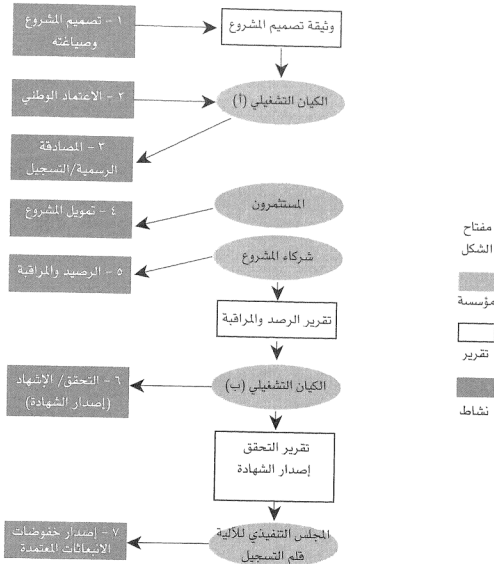 ١ - تصميم المشروع
وصياغته
وثيقة تصميم المشروع
٢ - الاعتماد الوطني
الكيان التشغيلي (أ)
٣ - المصادقة
الرسمية/التسجيل
المستثمرون
٤ - تمويل المشروع
شركاء المشروع
٥ - الرصيد والمراقبة
تقرير الرصد والمراقبة
٦ - التحقق/ الإشهاد
(إصدار الشهادة)
الكيان التشغيلي (ب)
تقرير التحقق
إصدار الشهادة
المجلس التنفيذي للآلية
قلم التسجيل
٧ - إصدار خفوضات
الانبعاثات المعتمدة
مفتاح
الشكل
مؤسسة
تقرير
نشاط